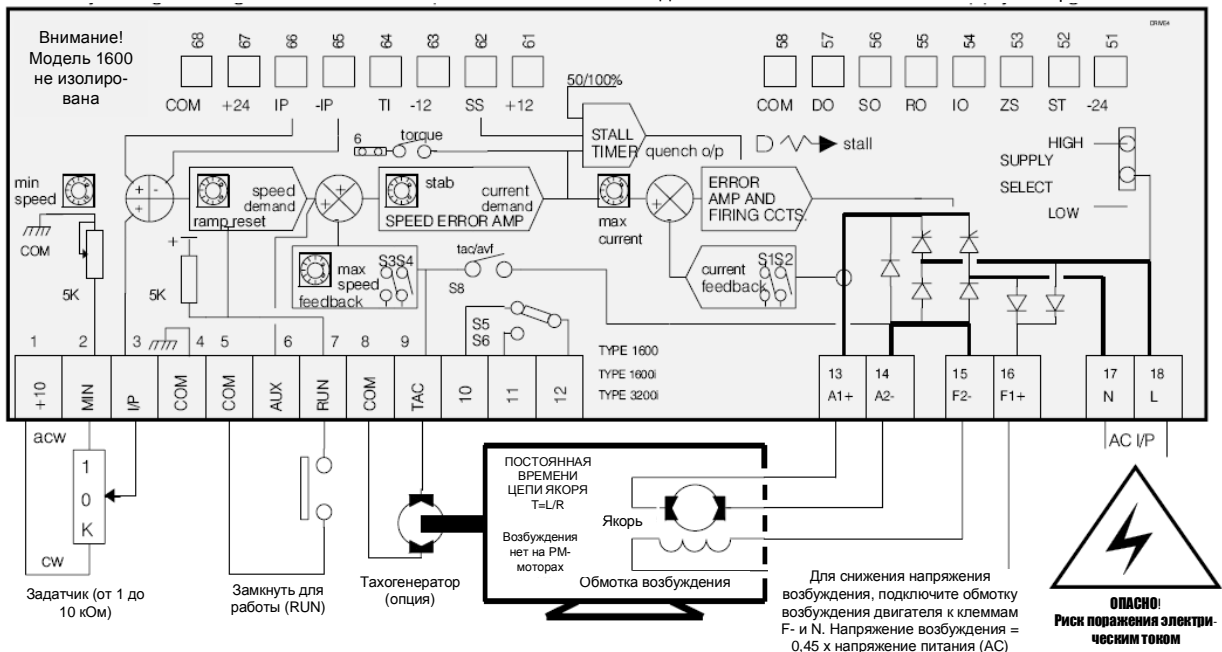 DRIVE4
Внимание!
Модель 1600
не изолиро-
вана
68 67 66 65 64 63 62 61
58 57 56 55 54 53 52 51
COM +24 IP -IP TI -12 SS +12
50/100%
COM DO SO RO IO ZS ST -24
STALL
TIMER
quench o/p
stall
HIGH
SUPPLY
SELECT
LOW
6
torque
min
speed
COM
5K
+ -
+ +
speed
demand
ramp reset
+
5K
+ +
-
stab
current
demand
SPEED ERROR AMP
max
current
+
-
ERROR
AMP AND
FIRING CCTS.
max
speed
feedback
S3S4
tac/avf
S8
S5
S6
current
feedback
S1S2
TYPE 1600
TYPE 1600i
TYPE 3200i
1 2 3 4 5 6 7 8 9
+10 MIN I/P COM COM AUX RUN COM TAC 10 11 12
13 14 15 16 17 18
A1+ A2- F2- F1+ N L
acw
1
0
K
cw
Задатчик (от 1 до
10 кОм)
Замкнуть для
работы (RUN)
Тахогенератор
(опция)
ПОСТОЯННАЯ
ВРЕМЕНИ
ЦЕПИ ЯКОРЯ
T=L/R
Возбуждения
нет на PM-
моторах
Якорь
Обмотка возбуждения
Для снижения напряжения
возбуждения, подключите обмотку
возбуждения двигателя к клеммам
F- и N. Напряжение возбуждения =
0,45 x напряжение питания (AC)
AC I/P
ОПАСНО!
Риск поражения электри-
ческим током